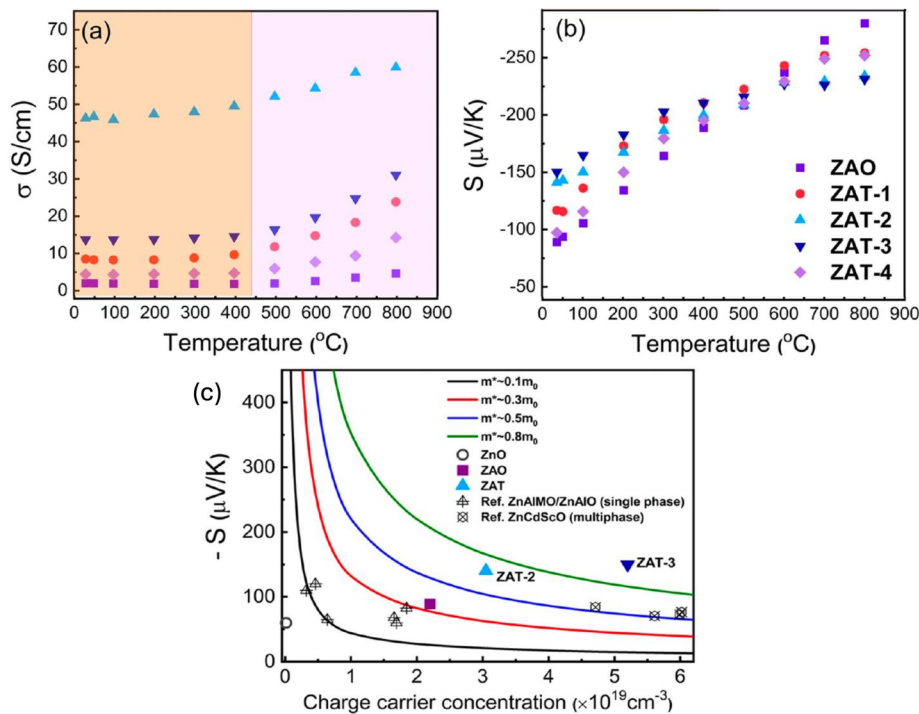 (a)
σ (S/cm)
70
60
50
40
30
20
10
0
0 100 200 300 400 500 600 700 800 900
Temperature (°C)
(b)
S (μV/K)
-250
-200
-150
-100
-50
ZAO
ZAT-1
ZAT-2
ZAT-3
ZAT-4
0 100 200 300 400 500 600 700 800 900
Temperature (°C)
(c)
- S (μV/K)
400
300
200
100
0
m*~0.1m₀
m*~0.3m₀
m*~0.5m₀
m*~0.8m₀
ZnO
ZAO
ZAT
Ref. ZnAlMO/ZnAlO (single phase)
Ref. ZnCdScO (multiphase)
ZAT-2
ZAT-3
0 1 2 3 4 5 6
Charge carrier concentration (×10¹⁹cm⁻³)